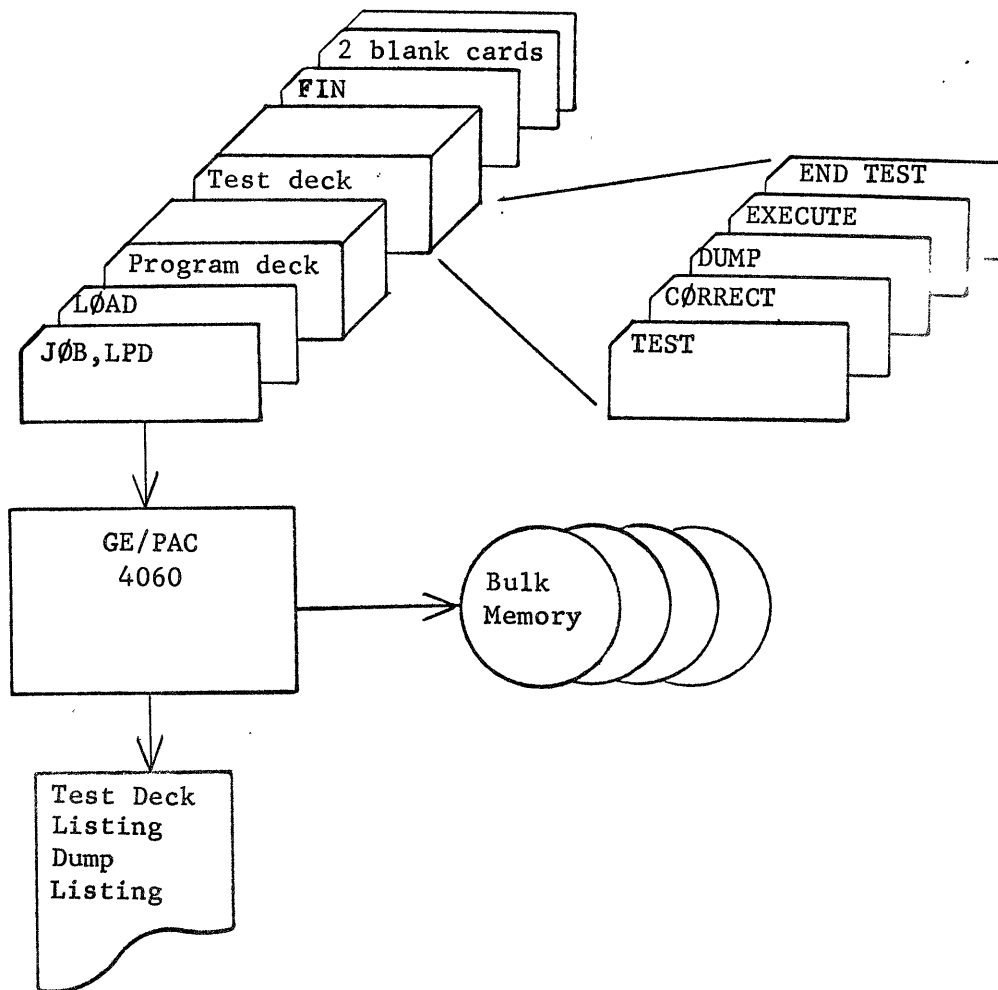 2 blank cards
FIN
Test deck
Program deck
LØAD
JØB,LPD
END TEST
EXECUTE
DUMP
CØRRECT
TEST
GE/PAC
4060
Bulk
Memory
Test Deck
Listing
Dump
Listing